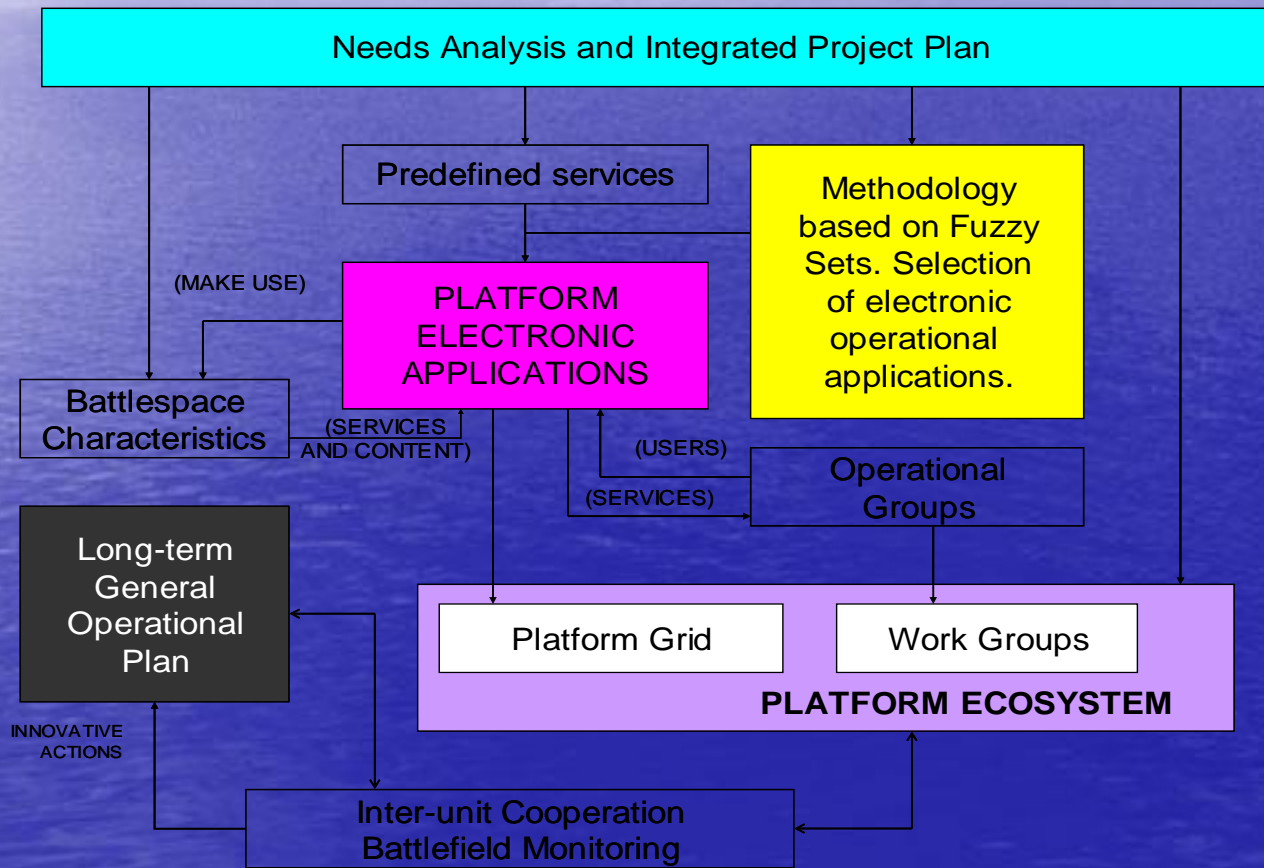 Needs Analysis and Integrated Project Plan
Predefined services
Methodology
based on Fuzzy
Sets. Selection
of electronic
operational
applications.
(MAKE USE)
PLATFORM
ELECTRONIC
APPLICATIONS
Battlespace
Characteristics
(SERVICES
AND CONTENT)
(USERS)
(SERVICES)
Operational
Groups
Long-term
General
Operational
Plan
Platform Grid
Work Groups
PLATFORM ECOSYSTEM
INNOVATIVE
ACTIONS
Inter-unit Cooperation
Battlefield Monitoring